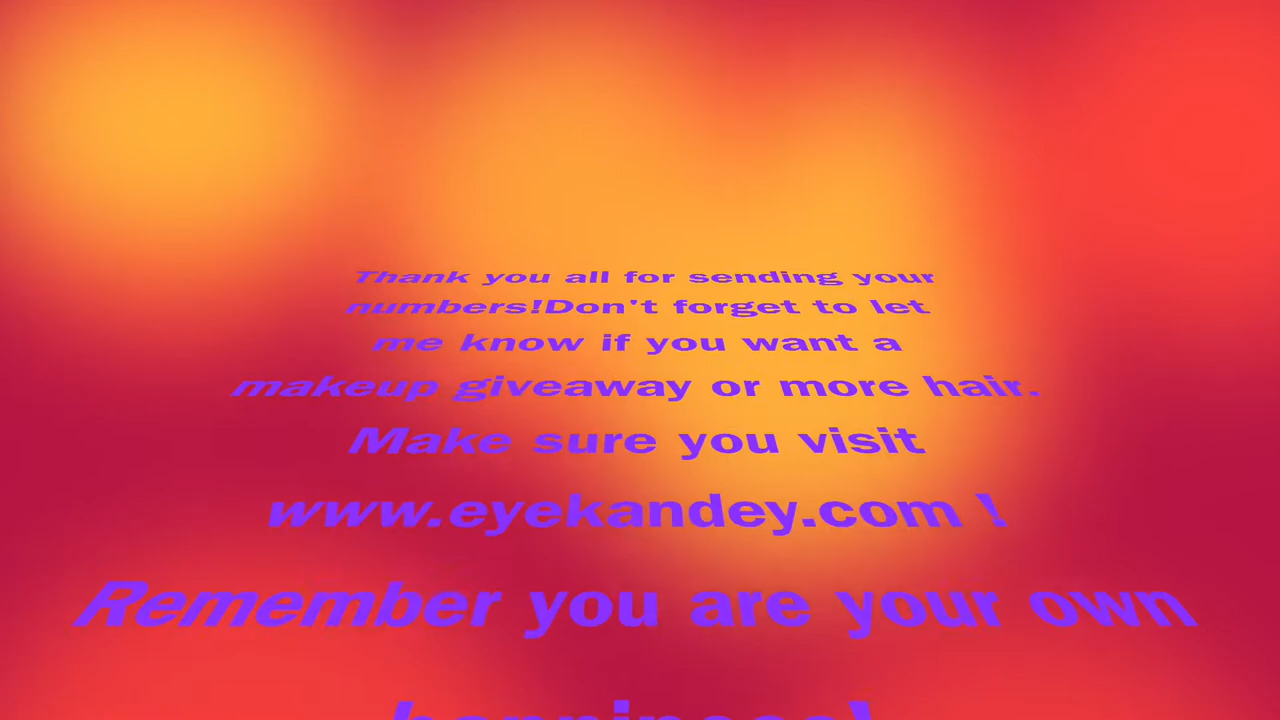 Thank you all for sending your
numbers!Don't forget to let
me know if you want a
makeup giveaway or more hair.
Make sure you visit
www.eyekandey.com !
Remember you are your own
happiness!